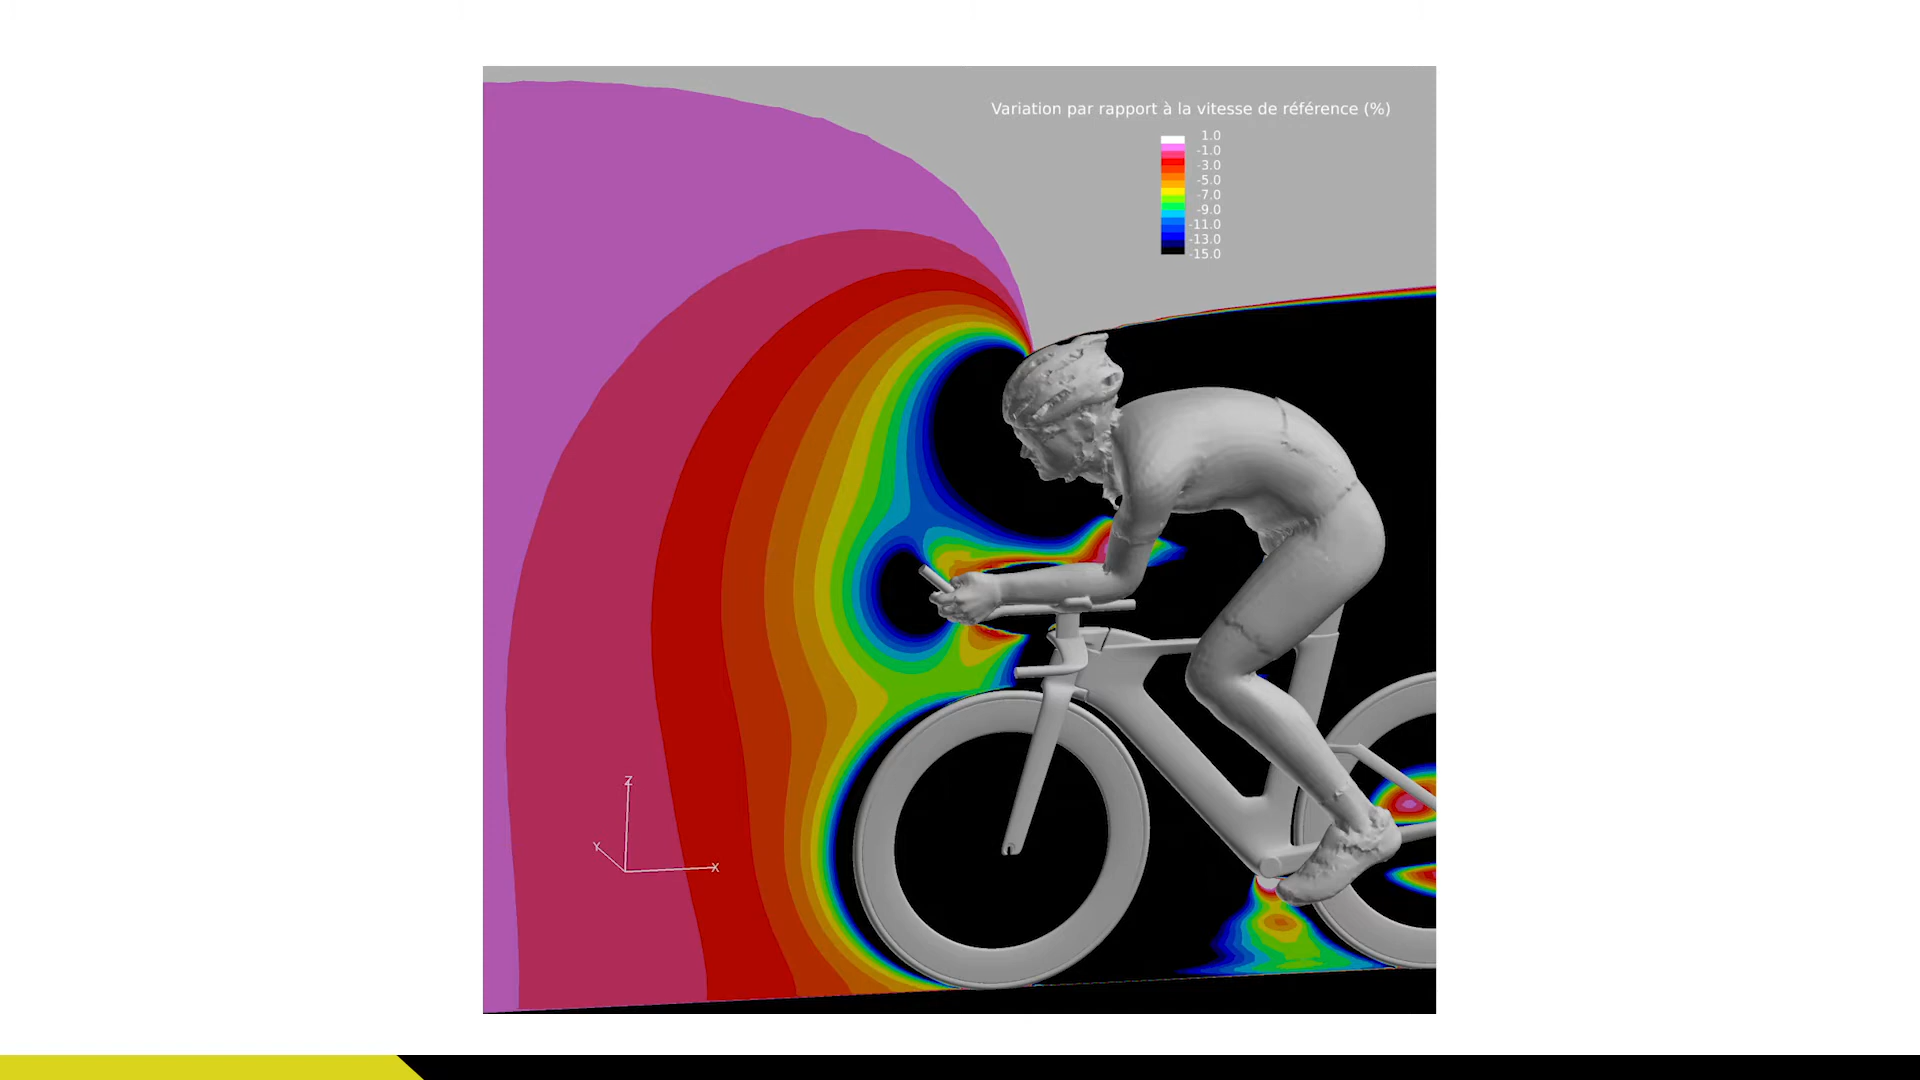 Variation par rapport à la vitesse de référence (%)
1.0
-1.0
-3.0
-5.0
-7.0
-9.0
-11.0
-13.0
-15.0
Z
Y
X